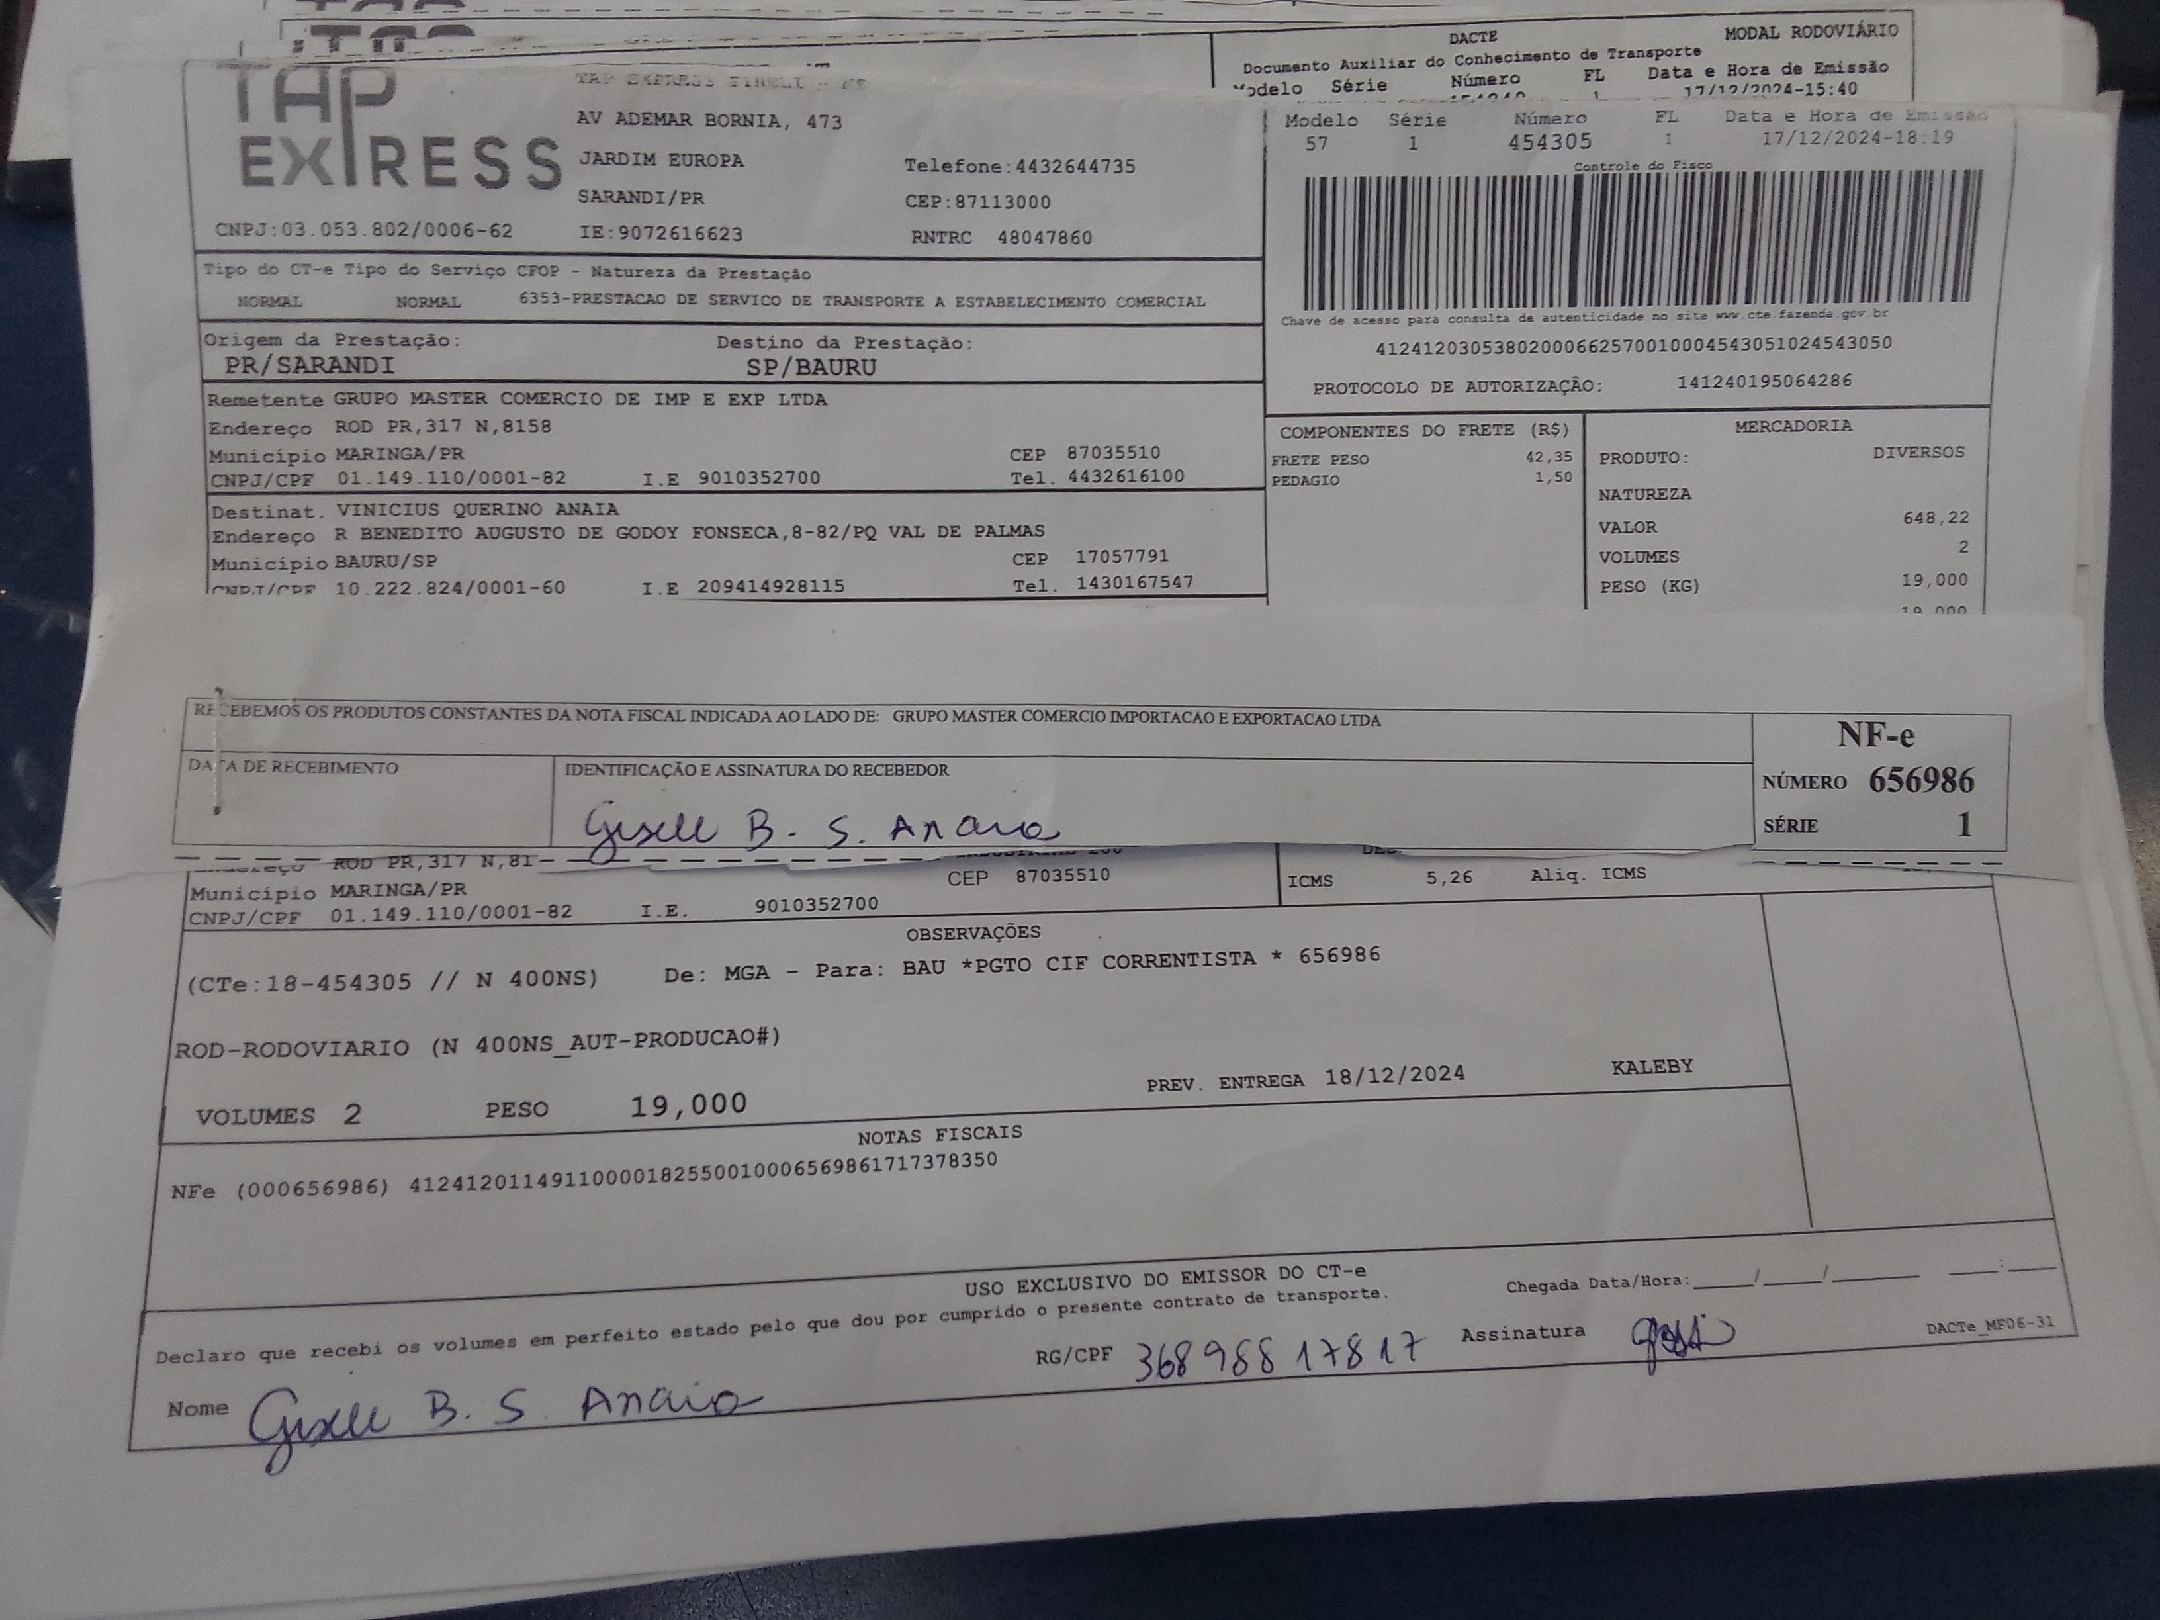 DACTE MODAL RODOVIÁRIO
Documento Auxiliar do Conhecimento de Transporte
Modelo Série Número FL Data e Hora de Emissão
1 17/12/2024-15:40
TAP EXPRESS
AV ADEMAR BORNIA, 473
JARDIM EUROPA Telefone:4432644735
SARANDI/PR CEP:87113000
CNPJ:03.053.802/0006-62 IE:9072616623 RNTRC 48047860
Modelo Série Número FL Data e Hora de Emissão
57 1 454305 1 17/12/2024-18:19
Controle do Fisco
Chave de acesso para consulta de autenticidade no site www.cte.fazenda.gov.br
41241203053802000662570010004543051024543050
PROTOCOLO DE AUTORIZAÇÃO: 141240195064286
Tipo do CT-e Tipo do Serviço CFOP - Natureza da Prestação
NORMAL NORMAL 6353-PRESTACAO DE SERVICO DE TRANSPORTE A ESTABELECIMENTO COMERCIAL
Origem da Prestação: Destino da Prestação:
PR/SARANDI SP/BAURU
Remetente GRUPO MASTER COMERCIO DE IMP E EXP LTDA
Endereço ROD PR,317 N,8158
Município MARINGA/PR CEP 87035510
CNPJ/CPF 01.149.110/0001-82 I.E 9010352700 Tel. 4432616100
Destinat. VINICIUS QUERINO ANAIA
Endereço R BENEDITO AUGUSTO DE GODOY FONSECA,8-82/PQ VAL DE PALMAS
Município BAURU/SP CEP 17057791
CNPJ/CPF 10.222.824/0001-60 I.E 209414928115 Tel. 1430167547
COMPONENTES DO FRETE (R$)
FRETE PESO 42,35
PEDAGIO 1,50
MERCADORIA
PRODUTO: DIVERSOS
NATUREZA
VALOR 648,22
VOLUMES 2
PESO (KG) 19,000
19,000
RECEBEMOS OS PRODUTOS CONSTANTES DA NOTA FISCAL INDICADA AO LADO DE: GRUPO MASTER COMERCIO IMPORTACAO E EXPORTACAO LTDA
DATA DE RECEBIMENTO IDENTIFICAÇÃO E ASSINATURA DO RECEBEDOR
Gisele B. S. Anaia
NF-e
NÚMERO 656986
SÉRIE 1
Endereço ROD PR,317 N,81
Município MARINGA/PR CEP 87035510
CNPJ/CPF 01.149.110/0001-82 I.E. 9010352700
ICMS 5,26 Aliq. ICMS
OBSERVAÇÕES
(CTe:18-454305 // N 400NS) De: MGA - Para: BAU *PGTO CIF CORRENTISTA * 656986
ROD-RODOVIARIO (N 400NS_AUT-PRODUCAO#)
VOLUMES 2 PESO 19,000 PREV. ENTREGA 18/12/2024 KALEBY
NOTAS FISCAIS
NFe (000656986) 41241201149110000182550010006569861717378350
USO EXCLUSIVO DO EMISSOR DO CT-e
Declaro que recebi os volumes em perfeito estado pelo que dou por cumprido o presente contrato de transporte.
Chegada Data/Hora:____/____/______ ___:___
Nome Gisele B. S. Anaia RG/CPF 36898817817 Assinatura
DACTe_MF06-31